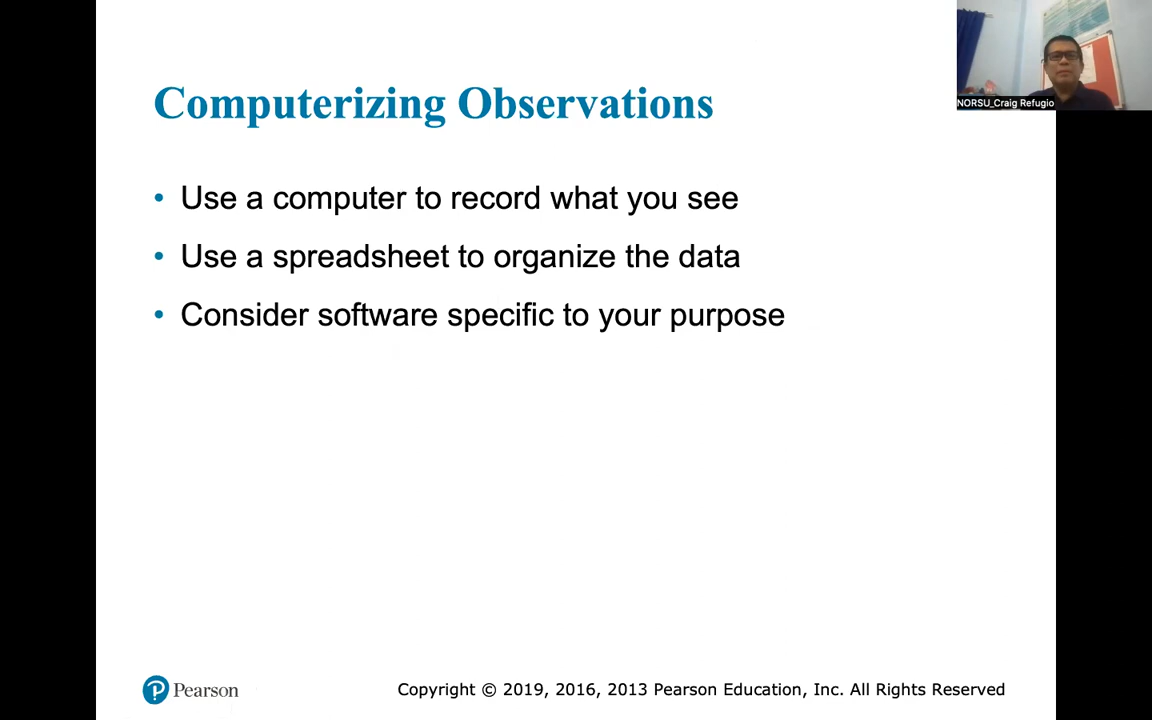 Computerizing Observations
NORSU_Craig Refugio
• Use a computer to record what you see
• Use a spreadsheet to organize the data
• Consider software specific to your purpose
Pearson
Copyright © 2019, 2016, 2013 Pearson Education, Inc. All Rights Reserved